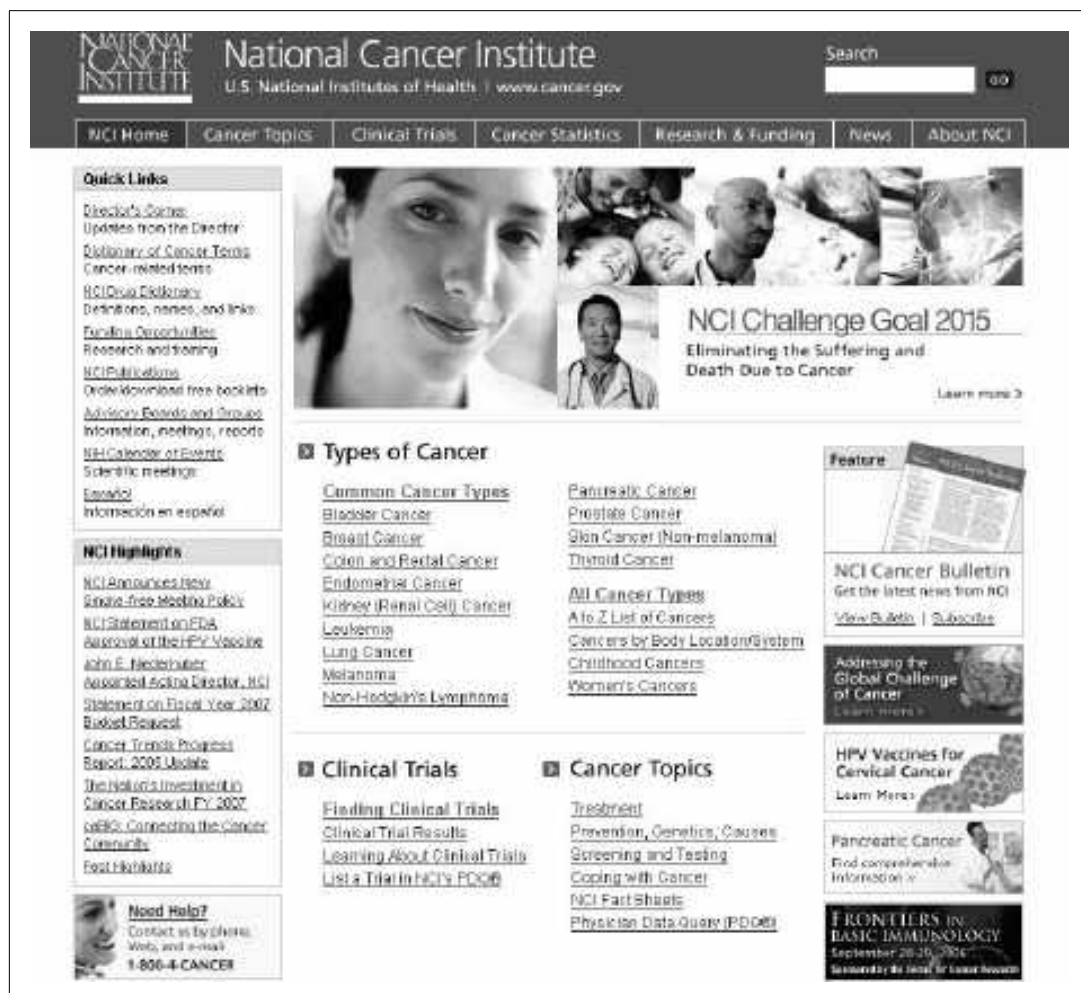 NATIONAL
CANCER
INSTITUTE
National Cancer Institute
U.S. National Institutes of Health | www.cancer.gov
Search
GO
NCI Home
Cancer Topics
Clinical Trials
Cancer Statistics
Research & Funding
News
About NCI
Quick Links
Director's Corner
Updates from the Director
Dictionary of Cancer Terms
Cancer-related terms
NCI Drug Dictionary
Definitions, names, and links
Funding Opportunities
Research and training
NCI Publications
Order/download free booklets
Advisory Boards and Groups
Information, meetings, reports
NIH Calendar of Events
Scientific meetings
Español
Información en español
NCI Highlights
NCI Announces New
Smoke-free Meeting Policy
NCI Statement on FDA
Approval of the HPV Vaccine
John E. Niederhuber
Appointed Acting Director, NCI
Statement on Fiscal Year 2007
Budget Request
Cancer Trends Progress
Report: 2005 Update
The Nation's Investment in
Cancer Research FY 2007
caBIG: Connecting the Cancer
Community
Past Highlights
Need Help?
Contact us by phone,
Web, and e-mail
1-800-4-CANCER
NCI Challenge Goal 2015
Eliminating the Suffering and
Death Due to Cancer
Learn more >
Types of Cancer
Common Cancer Types
Bladder Cancer
Breast Cancer
Colon and Rectal Cancer
Endometrial Cancer
Kidney (Renal Cell) Cancer
Leukemia
Lung Cancer
Melanoma
Non-Hodgkin's Lymphoma
Pancreatic Cancer
Prostate Cancer
Skin Cancer (Non-melanoma)
Thyroid Cancer
All Cancer Types
A to Z List of Cancers
Cancers by Body Location/System
Childhood Cancers
Women's Cancers
Clinical Trials
Finding Clinical Trials
Clinical Trial Results
Learning About Clinical Trials
List a Trial in NCI's PDQ®
Cancer Topics
Treatment
Prevention, Genetics, Causes
Screening and Testing
Coping with Cancer
NCI Fact Sheets
Physician Data Query (PDQ®)
Feature
NCI Cancer Bulletin
Get the latest news from NCI
View Bulletin | Subscribe
Addressing the
Global Challenge
of Cancer
Learn more >
HPV Vaccines for
Cervical Cancer
Learn More >
Pancreatic Cancer
Find comprehensive
information >
FRONTIERS IN
BASIC IMMUNOLOGY
September 28-29, 2006
Sponsored by the Center for Cancer Research